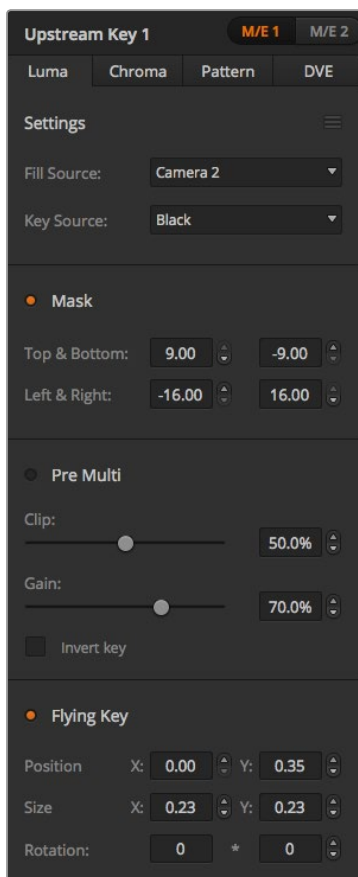 Upstream Key 1 M/E 1 M/E 2
Luma Chroma Pattern DVE
Settings
Fill Source: Camera 2
Key Source: Black
Mask
Top & Bottom: 9.00 -9.00
Left & Right: -16.00 16.00
Pre Multi
Clip:
50.0%
Gain:
70.0%
Invert key
Flying Key
Position X: 0.00 Y: 0.35
Size X: 0.23 Y: 0.23
Rotation: 0 * 0